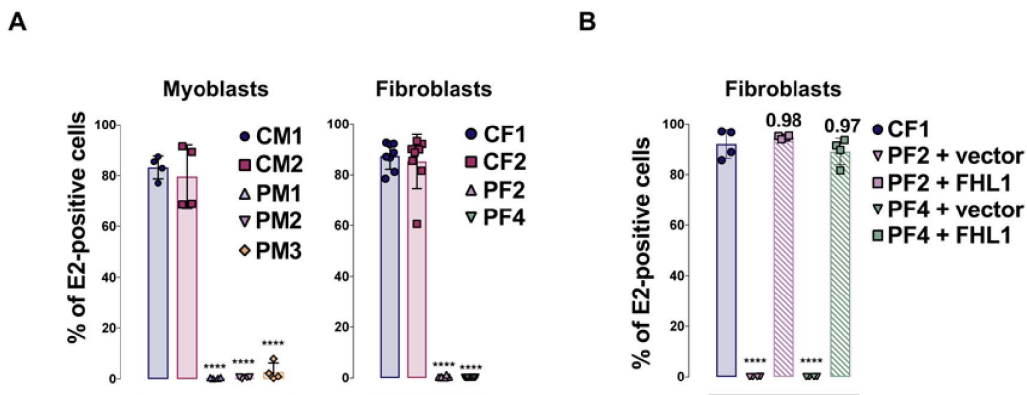 A
Myoblasts
% of E2-positive cells
100
80
60
40
20
0
CM1
CM2
PM1
PM2
PM3
****
****
****
Fibroblasts
100
80
60
40
20
0
CF1
CF2
PF2
PF4
****
****
B
Fibroblasts
% of E2-positive cells
100
80
60
40
20
0
0.98
0.97
CF1
PF2 + vector
PF2 + FHL1
PF4 + vector
PF4 + FHL1
****
****